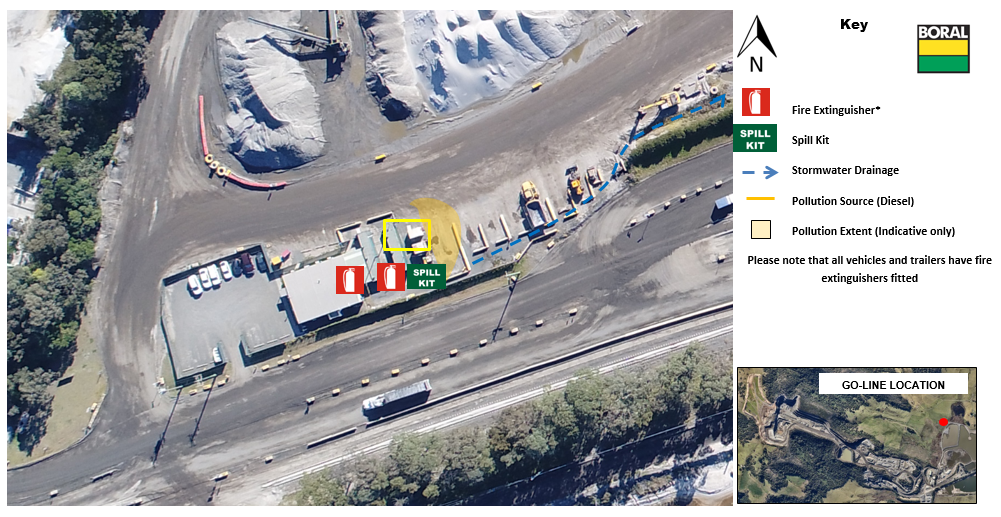 Key
BORAL
N
Fire Extinguisher*
SPILL
KIT
Spill Kit
Stormwater Drainage
Pollution Source (Diesel)
Pollution Extent (Indicative only)
Please note that all vehicles and trailers have fire
extinguishers fitted
SPILL
KIT
GO-LINE LOCATION